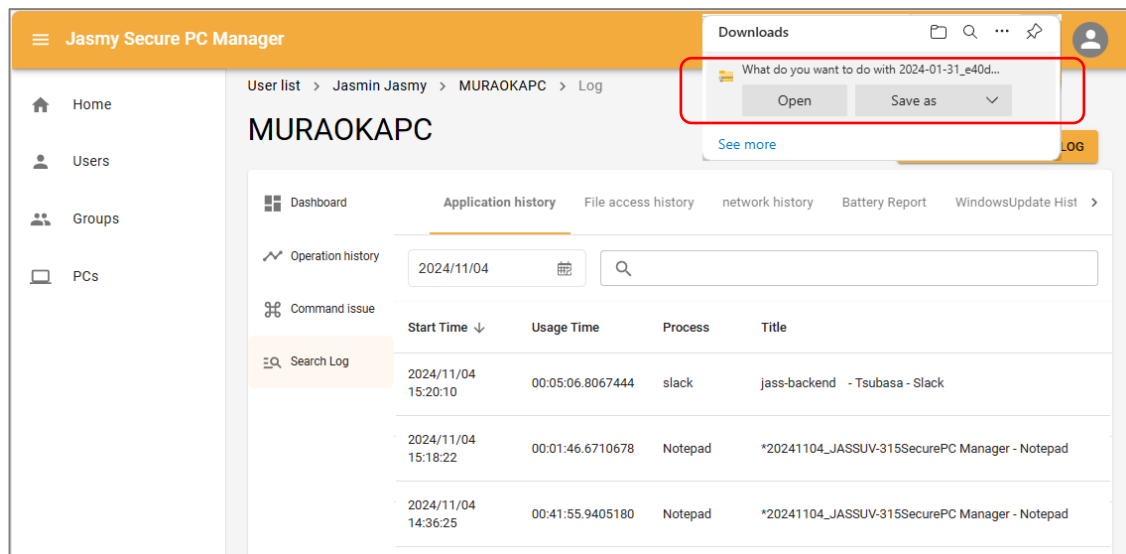 Jasmy Secure PC Manager
Downloads
What do you want to do with 2024-01-31_e40d...
Open
Save as
See more
LOG
Home
Users
Groups
PCs
User list > Jasmin Jasmy > MURAOKAPC > Log
MURAOKAPC
Dashboard
Operation history
Command issue
Search Log
Application history
File access history
network history
Battery Report
WindowsUpdate Hist
2024/11/04
Start Time
Usage Time
Process
Title
2024/11/04
15:20:10
00:05:06.8067444
slack
jass-backend - Tsubasa - Slack
2024/11/04
15:18:22
00:01:46.6710678
Notepad
*20241104_JASSUV-315SecurePC Manager - Notepad
2024/11/04
14:36:25
00:41:55.9405180
Notepad
*20241104_JASSUV-315SecurePC Manager - Notepad